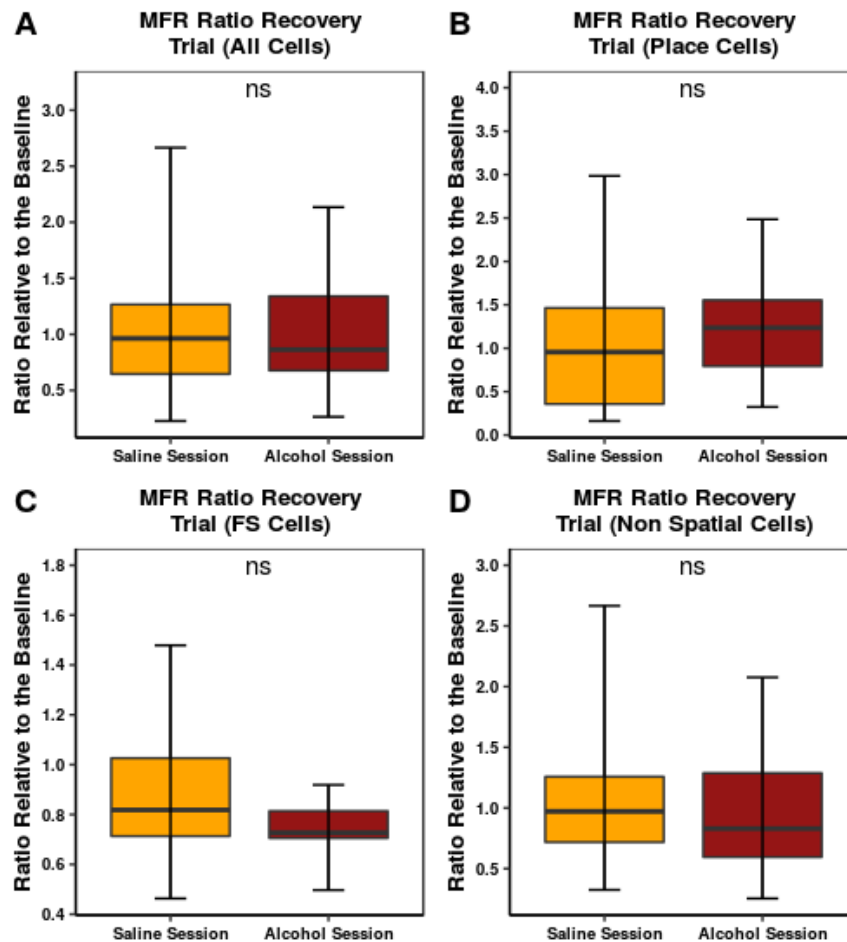 A
MFR Ratio Recovery
Trial (All Cells)
Ratio Relative to the Baseline
ns
3.0
2.5
2.0
1.5
1.0
0.5
Saline Session
Alcohol Session
B
MFR Ratio Recovery
Trial (Place Cells)
Ratio Relative to the Baseline
ns
4.0
3.5
3.0
2.5
2.0
1.5
1.0
0.5
0.0
Saline Session
Alcohol Session
C
MFR Ratio Recovery
Trial (FS Cells)
Ratio Relative to the Baseline
ns
1.8
1.6
1.4
1.2
1.0
0.8
0.6
0.4
Saline Session
Alcohol Session
D
MFR Ratio Recovery
Trial (Non Spatial Cells)
Ratio Relative to the Baseline
ns
3.0
2.5
2.0
1.5
1.0
0.5
Saline Session
Alcohol Session